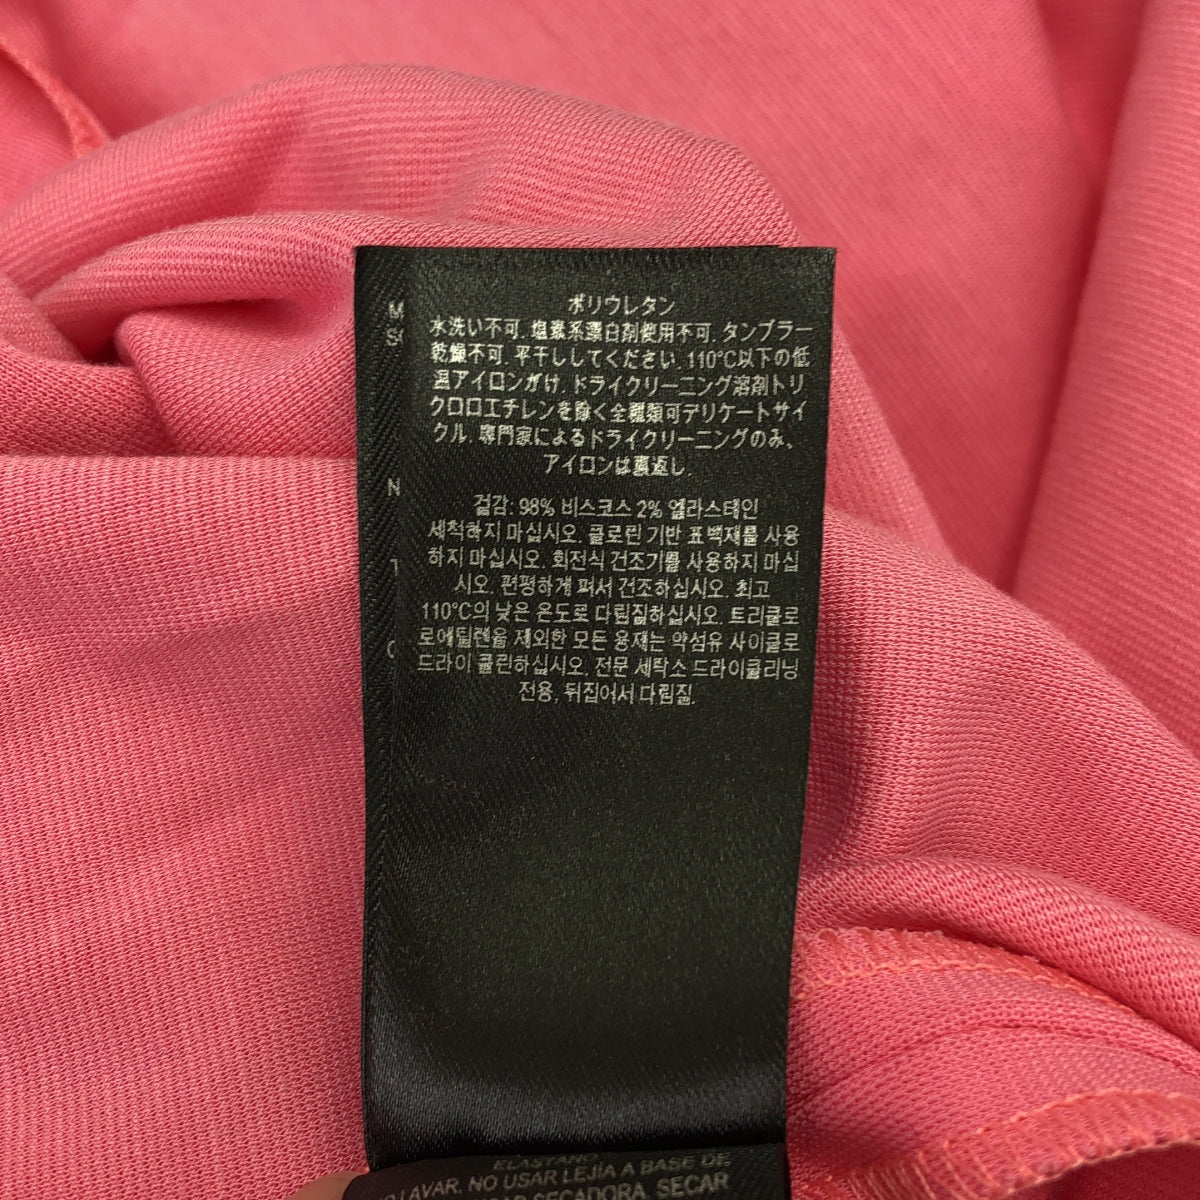 ポリウレタン
水洗い不可. 塩素系漂白剤使用不可. タンブラー
乾燥不可. 平干ししてください. 110°C以下の低
温アイロンがけ. ドライクリーニング溶剤トリ
クロロエチレンを除く全種類可デリケートサイ
クル. 専門家によるドライクリーニングのみ、
アイロンは裏返し.
겉감: 98% 비스코스 2% 엘라스테인
세척하지 마십시오. 클로린 기반 표백재를 사용
하지 마십시오. 회전식 건조기를 사용하지 마십
시오. 편평하게 펴서 건조하십시오. 최고
110°C의 낮은 온도로 다림질하십시오. 트리클로
로에틸렌을 제외한 모든 용재는 약섬유 사이클로
드라이 클린하십시오. 전문 세탁소 드라이클리닝
전용, 뒤집어서 다림질.
M
N
ELASTANO
LAVAR. NO USAR LEJÍA A BASE DE
SECADORA. SECAR